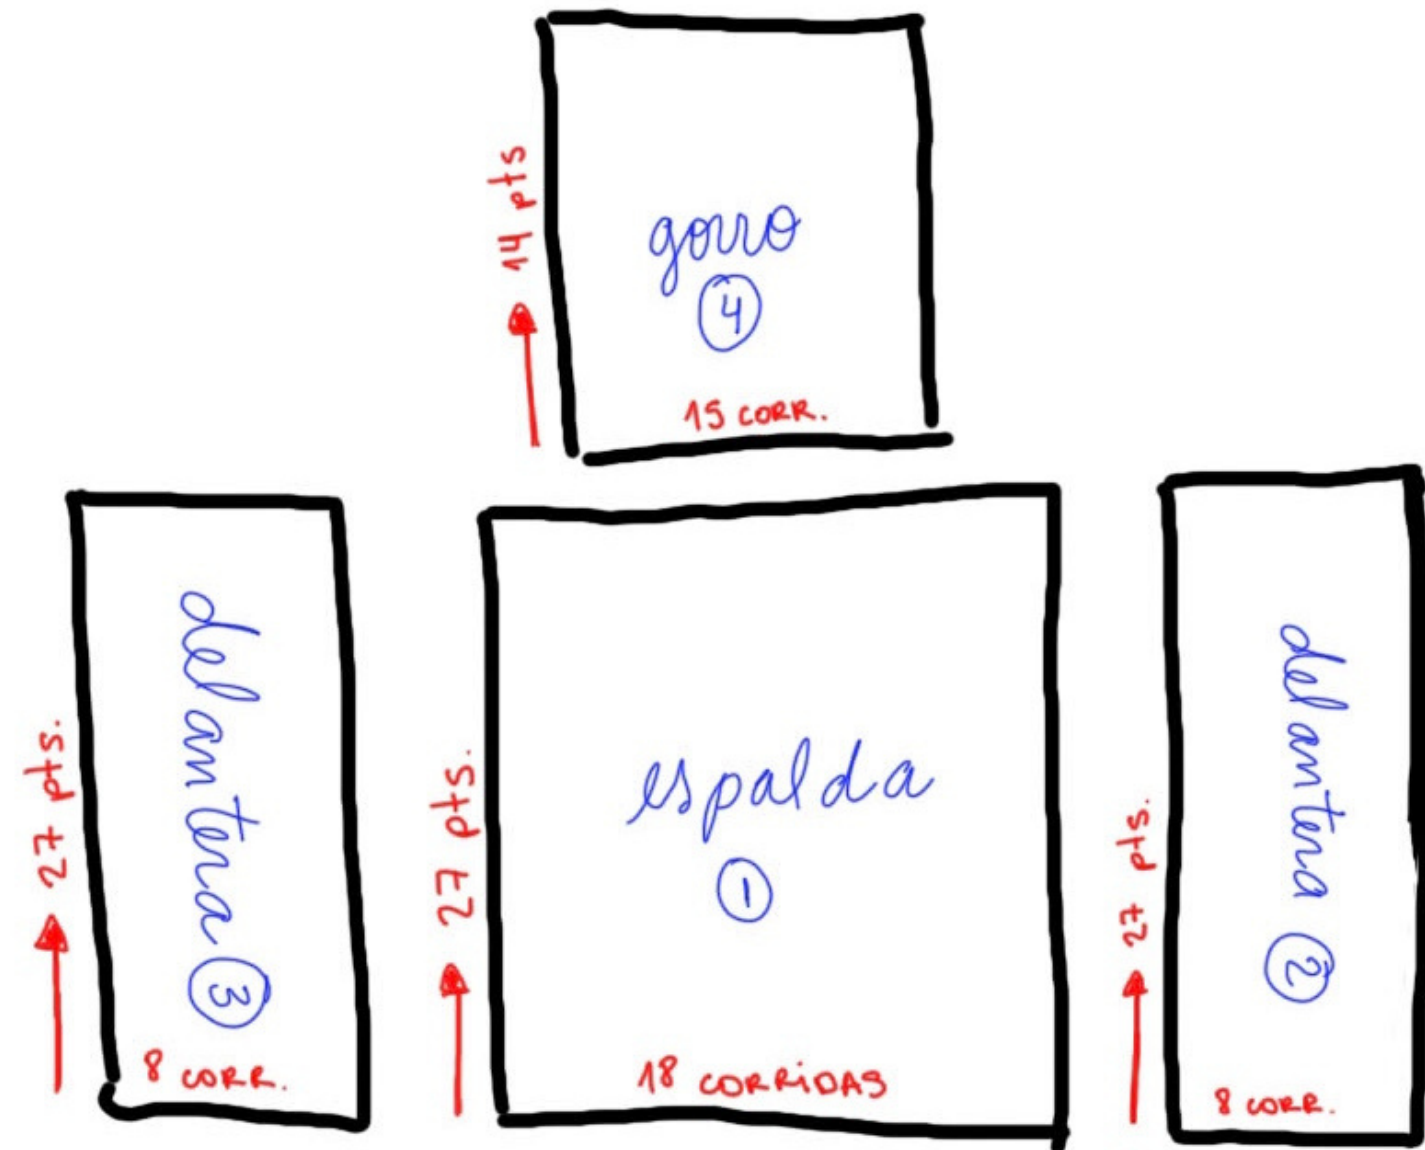 14 pts
gorro
4
15 CORR.
27 pts.
delantera 3
8 CORR.
27 pts.
espalda
1
18 CORRiDAS
27 pts.
delantera 2
8 CORR.